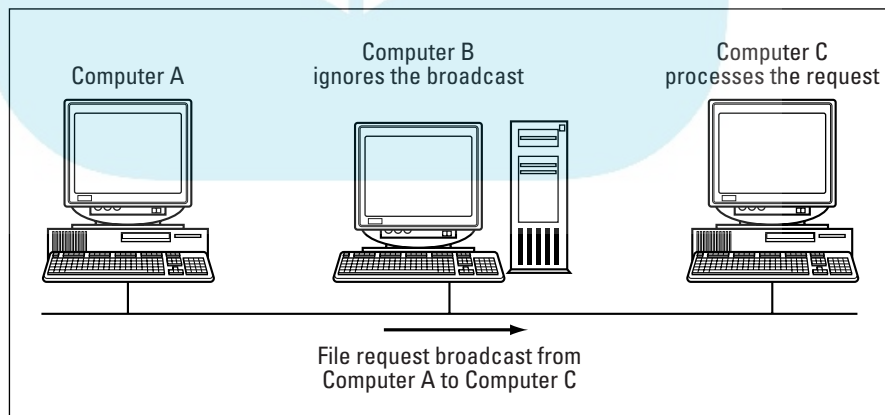 Computer A
Computer B
ignores the broadcast
Computer C
processes the request
File request broadcast from
Computer A to Computer C